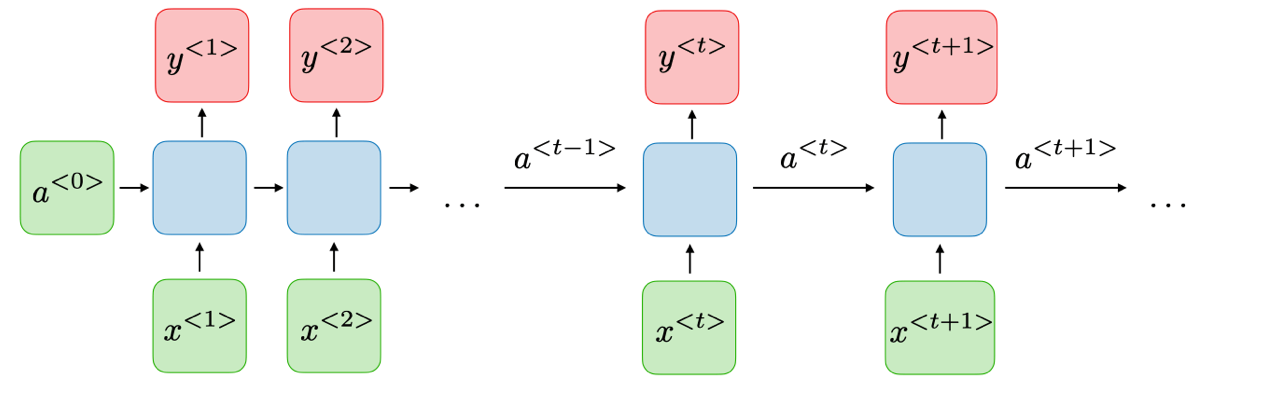 y^{<1>} y^{<2>} y^{<t>} y^{<t+1>}
a^{<t-1>} a^{<t>} a^{<t+1>}
a^{<0>} ... ...
x^{<1>} x^{<2>} x^{<t>} x^{<t+1>}